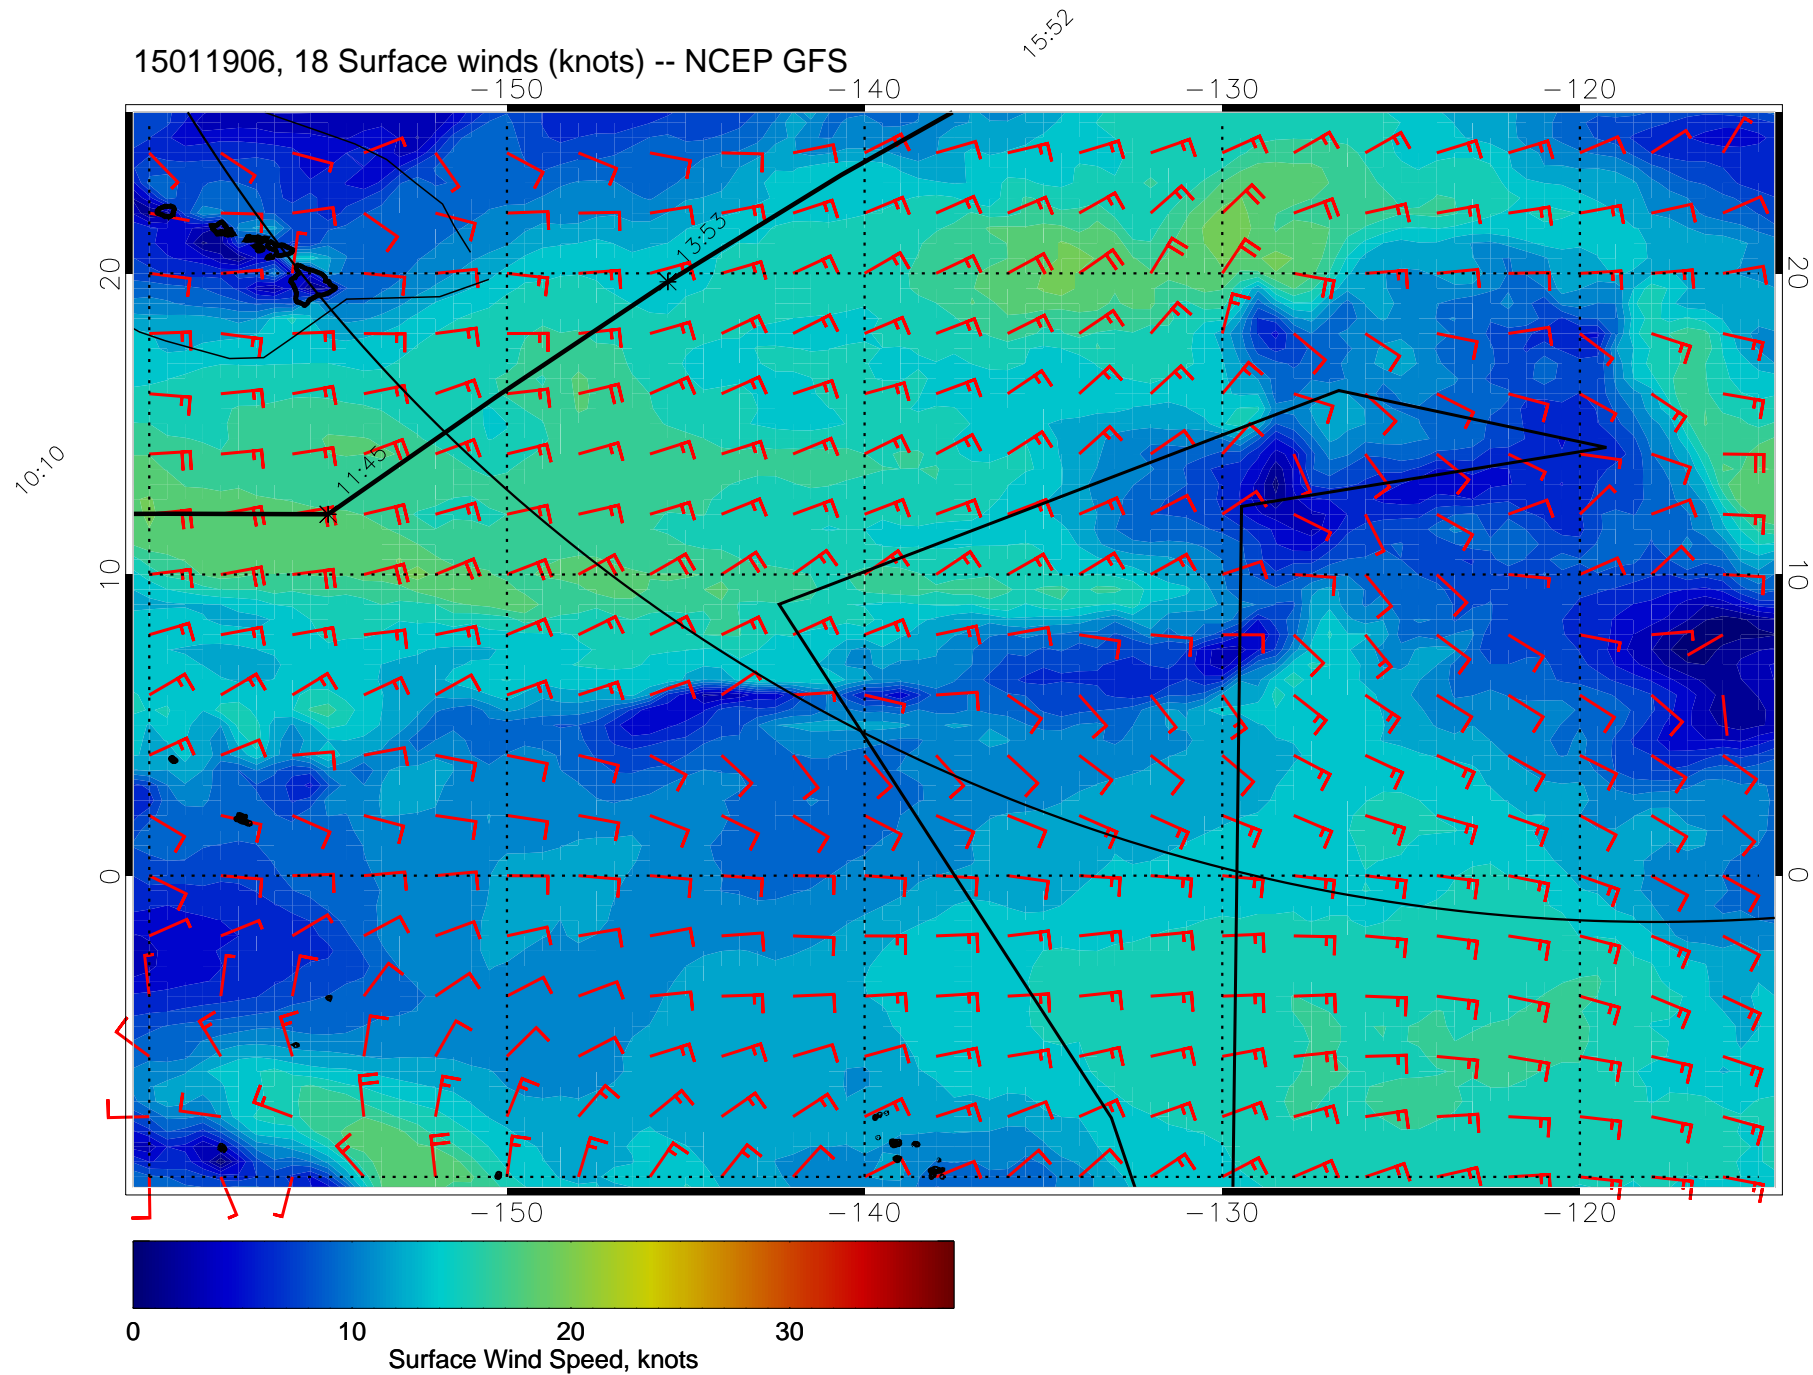 15:52
15011906, 18 Surface winds (knots) -- NCEP GFS
-150 -140 -130 -120
13:53
20 20
11:45
10:10
10 10
0 0
-150 -140 -130 -120
0 10 20 30
Surface Wind Speed, knots